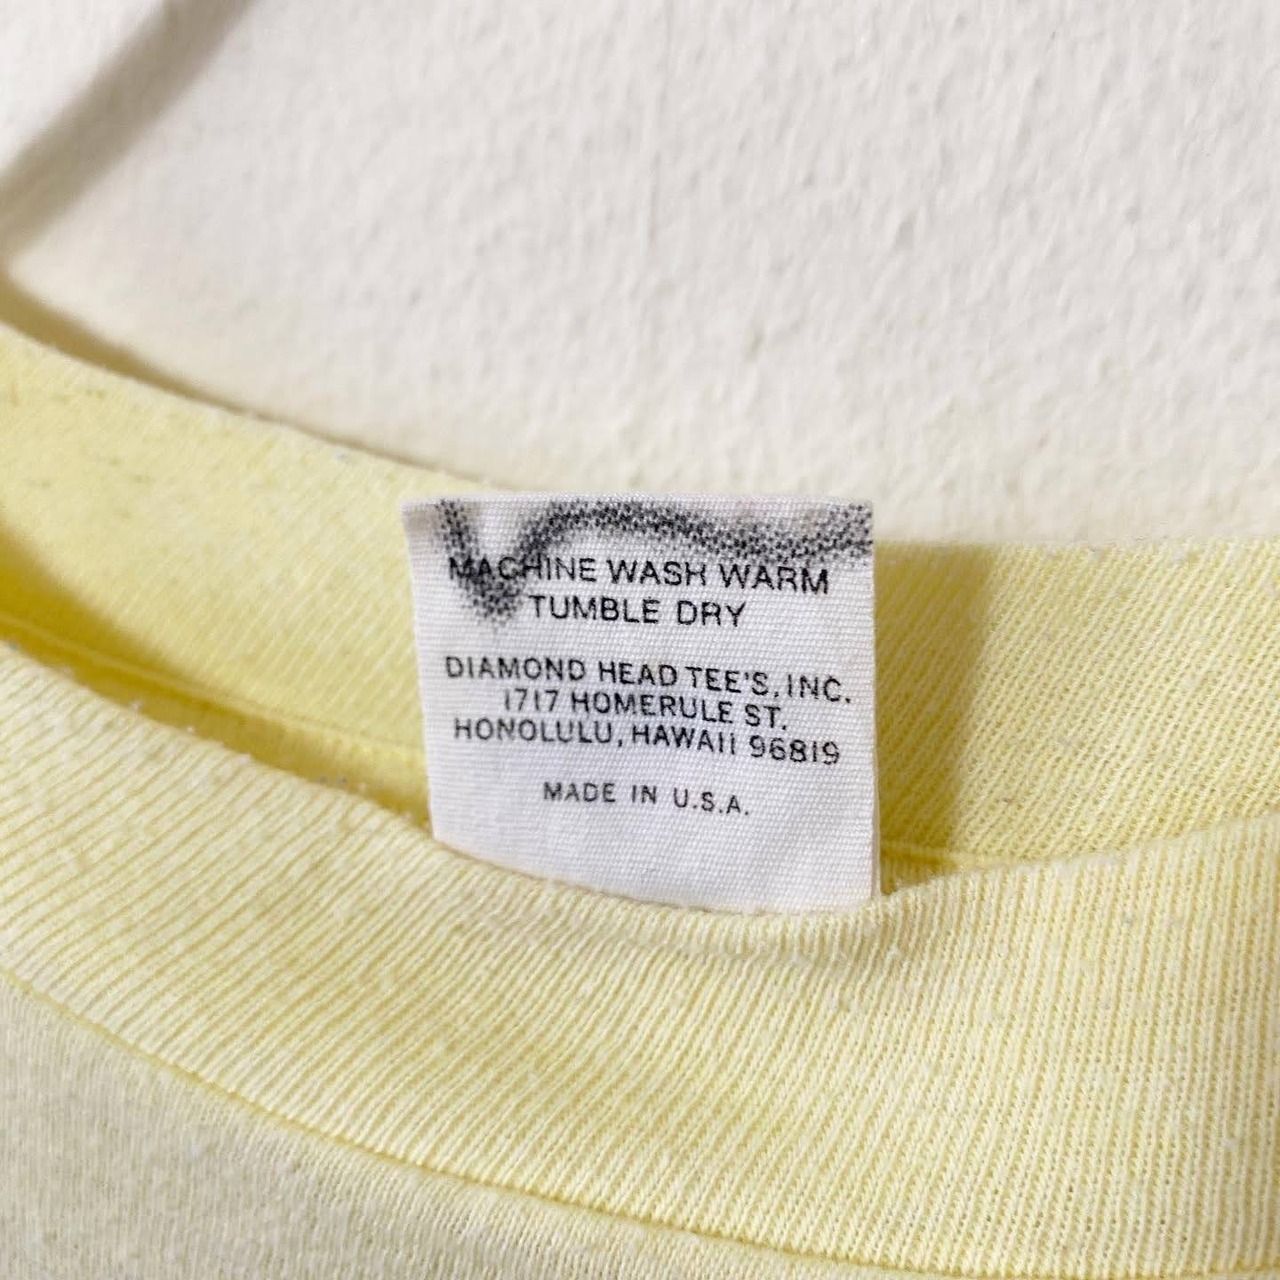 MACHINE WASH WARM
TUMBLE DRY
DIAMOND HEAD TEE'S, INC.
1717 HOMERULE ST.
HONOLULU, HAWAII 96819
MADE IN U.S.A.